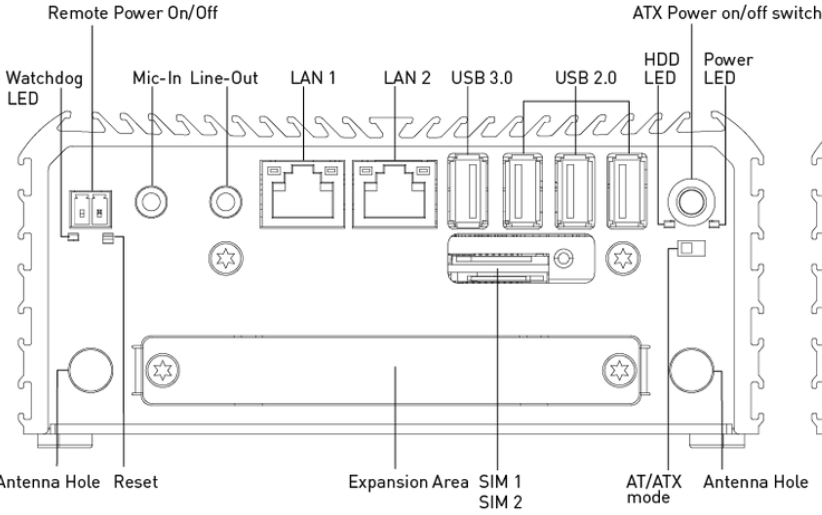 Remote Power On/Off
ATX Power on/off switch
Watchdog
LED
Mic-In
Line-Out
LAN 1
LAN 2
USB 3.0
USB 2.0
HDD
LED
Power
LED
Antenna Hole
Reset
Expansion Area
SIM 1
SIM 2
AT/ATX
mode
Antenna Hole